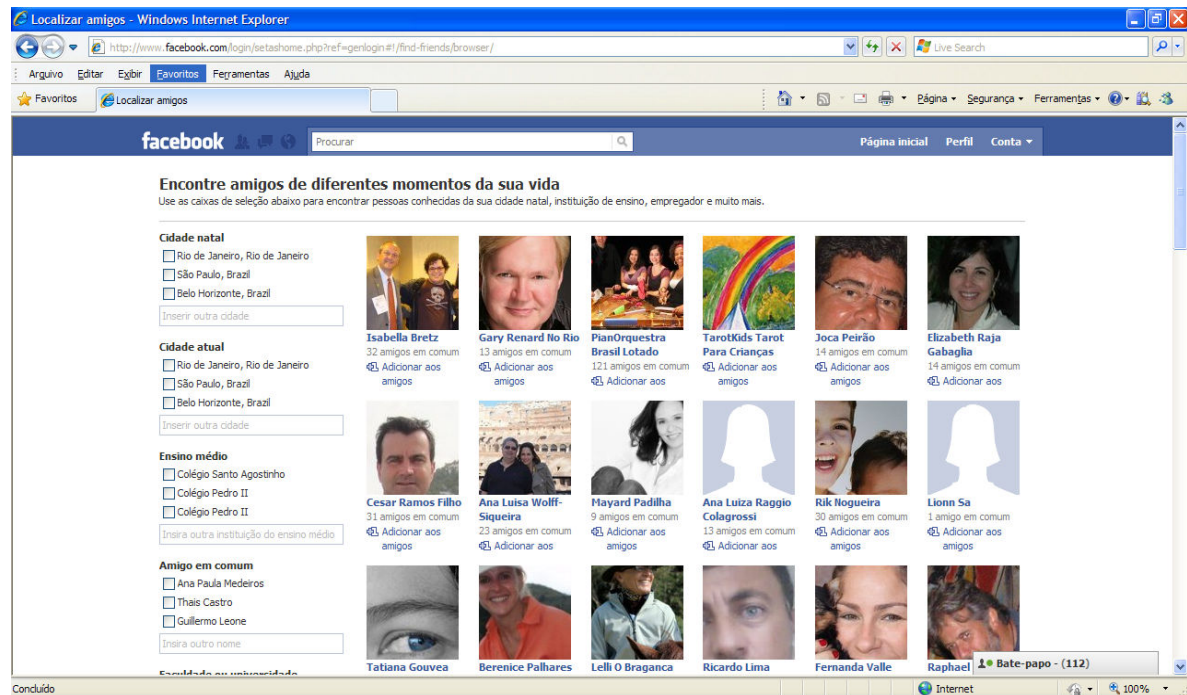 Localizar amigos - Windows Internet Explorer
http://www.facebook.com/login/setashome.php?ref=genlogin#!/find-friends/browser/
Live Search
Arquivo Editar Exibir Favoritos Ferramentas Ajuda
Favoritos Localizar amigos Página Segurança Ferramentas
facebook Procurar Página inicial Perfil Conta
Encontre amigos de diferentes momentos da sua vida
Use as caixas de seleção abaixo para encontrar pessoas conhecidas da sua cidade natal, instituição de ensino, empregador e muito mais.
Cidade natal
Rio de Janeiro, Rio de Janeiro
São Paulo, Brazil
Belo Horizonte, Brazil
Inserir outra cidade
Cidade atual
Rio de Janeiro, Rio de Janeiro
São Paulo, Brazil
Belo Horizonte, Brazil
Inserir outra cidade
Ensino médio
Colégio Santo Agostinho
Colégio Pedro II
Colégio Pedro II
Insira outra instituição do ensino médio
Amigo em comum
Ana Paula Medeiros
Thais Castro
Guillermo Leone
Insira outro nome
Faculdade ou universidade
Isabella Bretz
32 amigos em comum
Adicionar aos
amigos
Gary Renard No Rio
13 amigos em comum
Adicionar aos
amigos
PianOrquestra
Brasil Lotado
121 amigos em comum
Adicionar aos
TarotKids Tarot
Para Crianças
Adicionar aos
amigos
Joca Peirão
14 amigos em comum
Adicionar aos
amigos
Elizabeth Raja
Gabaglia
14 amigos em comum
Adicionar aos
Cesar Ramos Filho
31 amigos em comum
Adicionar aos
amigos
Ana Luisa Wolff-
Siqueira
23 amigos em comum
Adicionar aos
Mayard Padilha
9 amigos em comum
Adicionar aos
amigos
Ana Luiza Raggio
Colagrossi
13 amigos em comum
Adicionar aos
Rik Nogueira
30 amigos em comum
Adicionar aos
amigos
Lionn Sa
1 amigo em comum
Adicionar aos
amigos
Tatiana Gouvea
Berenice Palhares
Lelli O Braganca
Ricardo Lima
Fernanda Valle
Raphael
Bate-papo - (112)
Concluído Internet 100%